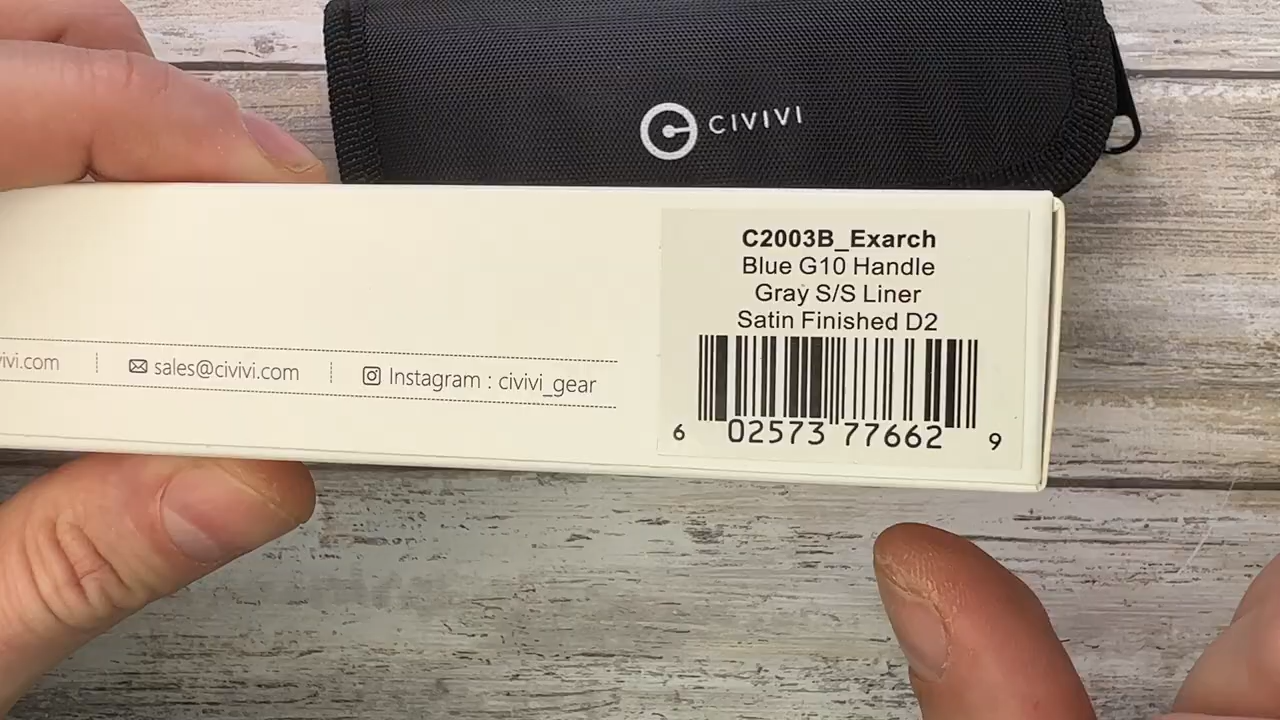 CIVIVI
C2003B_Exarch
Blue G10 Handle
Gray S/S Liner
Satin Finished D2
6 02573 77662 9
vivi.com sales@civivi.com Instagram : civivi_gear